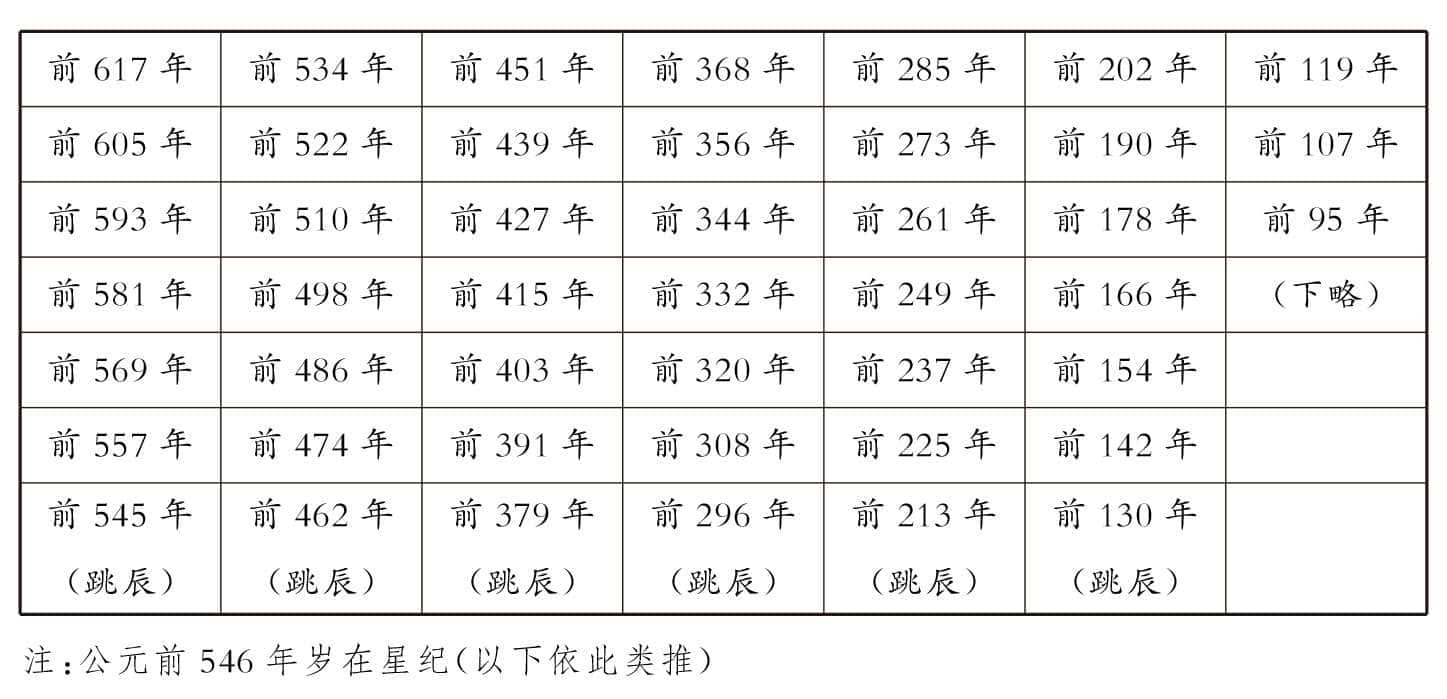 前 617 年 前 534 年 前 451 年 前 368 年 前 285 年 前 202 年 前 119 年
前 605 年 前 522 年 前 439 年 前 356 年 前 273 年 前 190 年 前 107 年
前 593 年 前 510 年 前 427 年 前 344 年 前 261 年 前 178 年 前 95 年
前 581 年 前 498 年 前 415 年 前 332 年 前 249 年 前 166 年 (下略)
前 569 年 前 486 年 前 403 年 前 320 年 前 237 年 前 154 年
前 557 年 前 474 年 前 391 年 前 308 年 前 225 年 前 142 年
前 545 年 前 462 年 前 379 年 前 296 年 前 213 年 前 130 年
(跳辰) (跳辰) (跳辰) (跳辰) (跳辰) (跳辰)
注:公元前 546 年岁在星纪(以下依此类推)